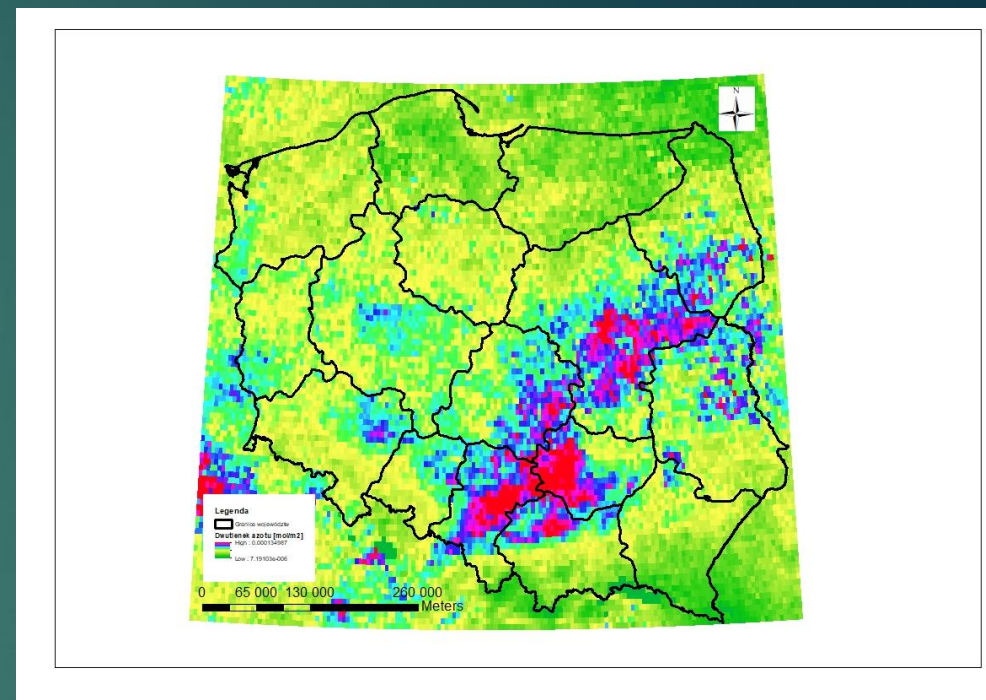 N
Legenda
Granice województw
Dwutlenek azotu [mol/m2]
High : 0.000134987
Low : 7.19103e-006
0 65 000 130 000 260 000
Meters